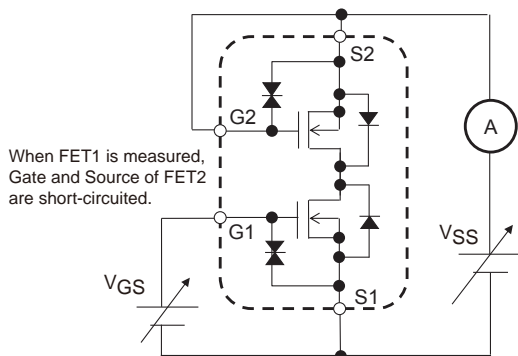 S2
G2
A
When FET1 is measured,
Gate and Source of FET2
are short-circuited.
G1
VSS
VGS
S1